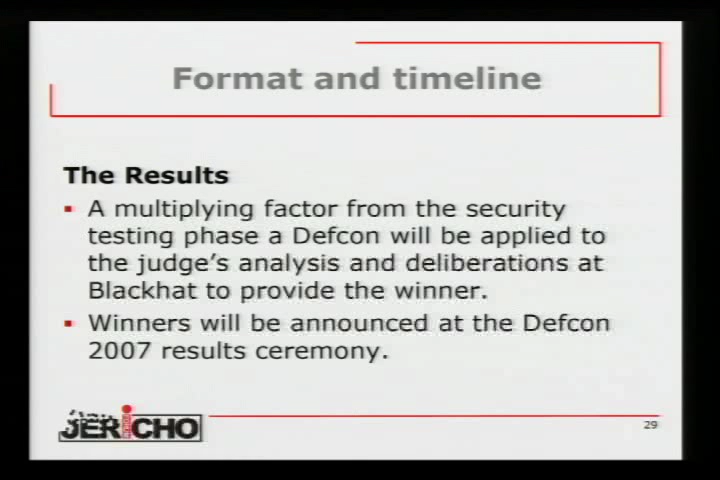 Format and timeline
The Results
▪ A multiplying factor from the security
testing phase a Defcon will be applied to
the judge's analysis and deliberations at
Blackhat to provide the winner.
▪ Winners will be announced at the Defcon
2007 results ceremony.
JERiCHO
29